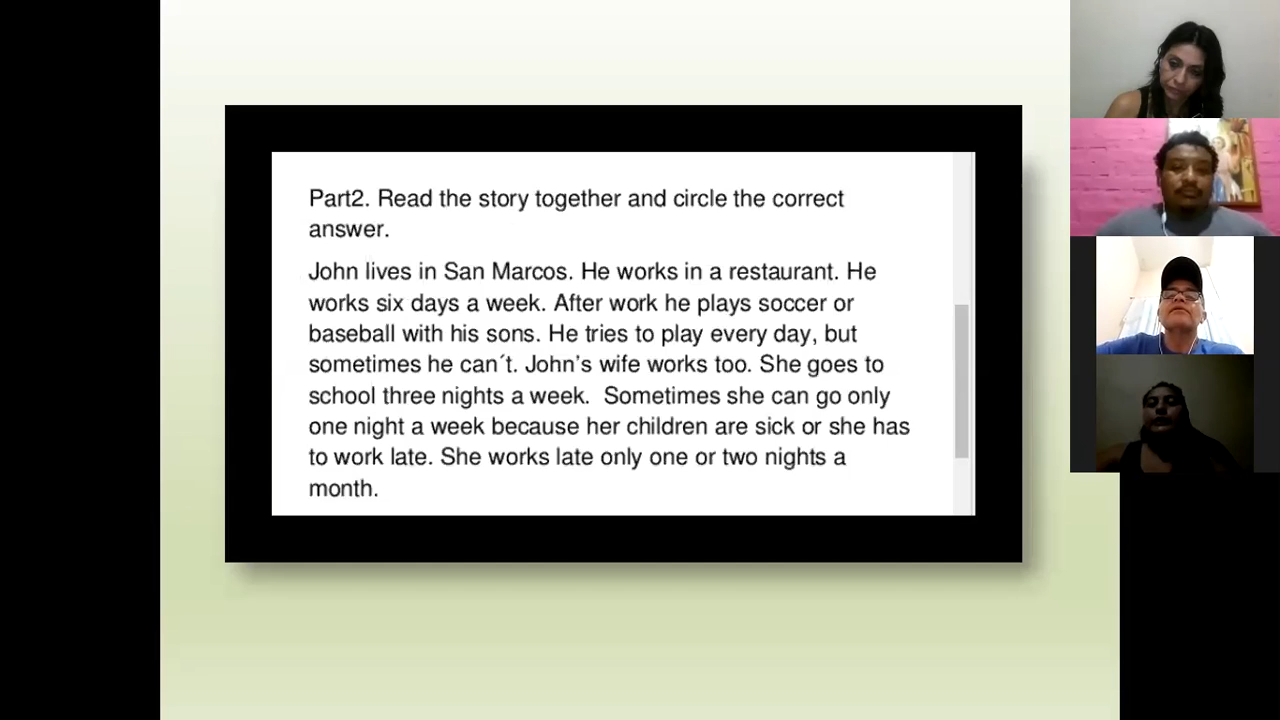 Part2. Read the story together and circle the correct
answer.
John lives in San Marcos. He works in a restaurant. He
works six days a week. After work he plays soccer or
baseball with his sons. He tries to play every day, but
sometimes he can´t. John’s wife works too. She goes to
school three nights a week.  Sometimes she can go only
one night a week because her children are sick or she has
to work late. She works late only one or two nights a
month.